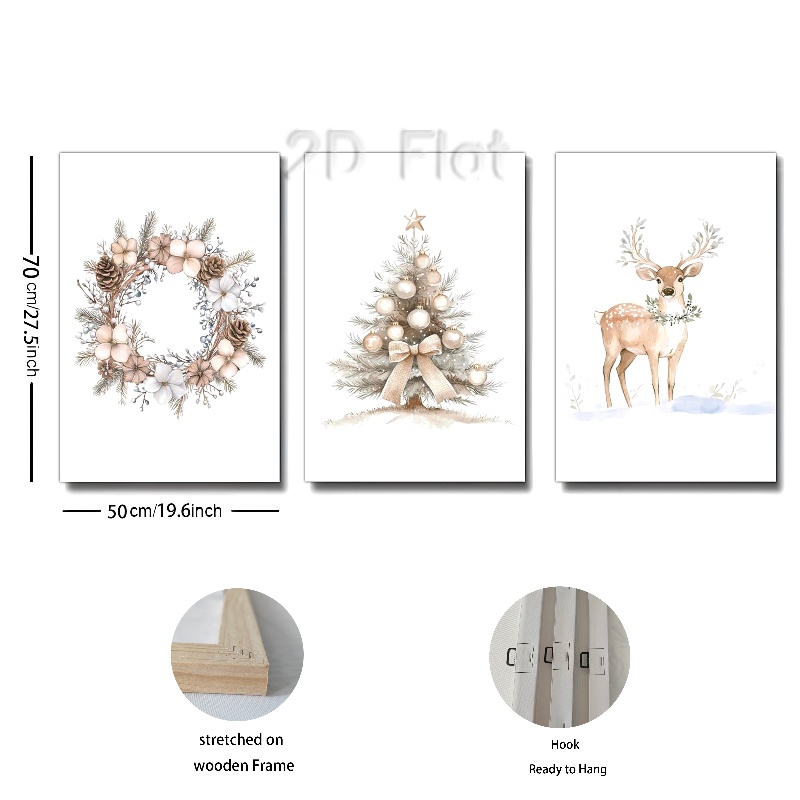 2D Flat
70 cm/27.5inch
50cm/19.6inch
stretched on
wooden Frame
Hook
Ready to Hang